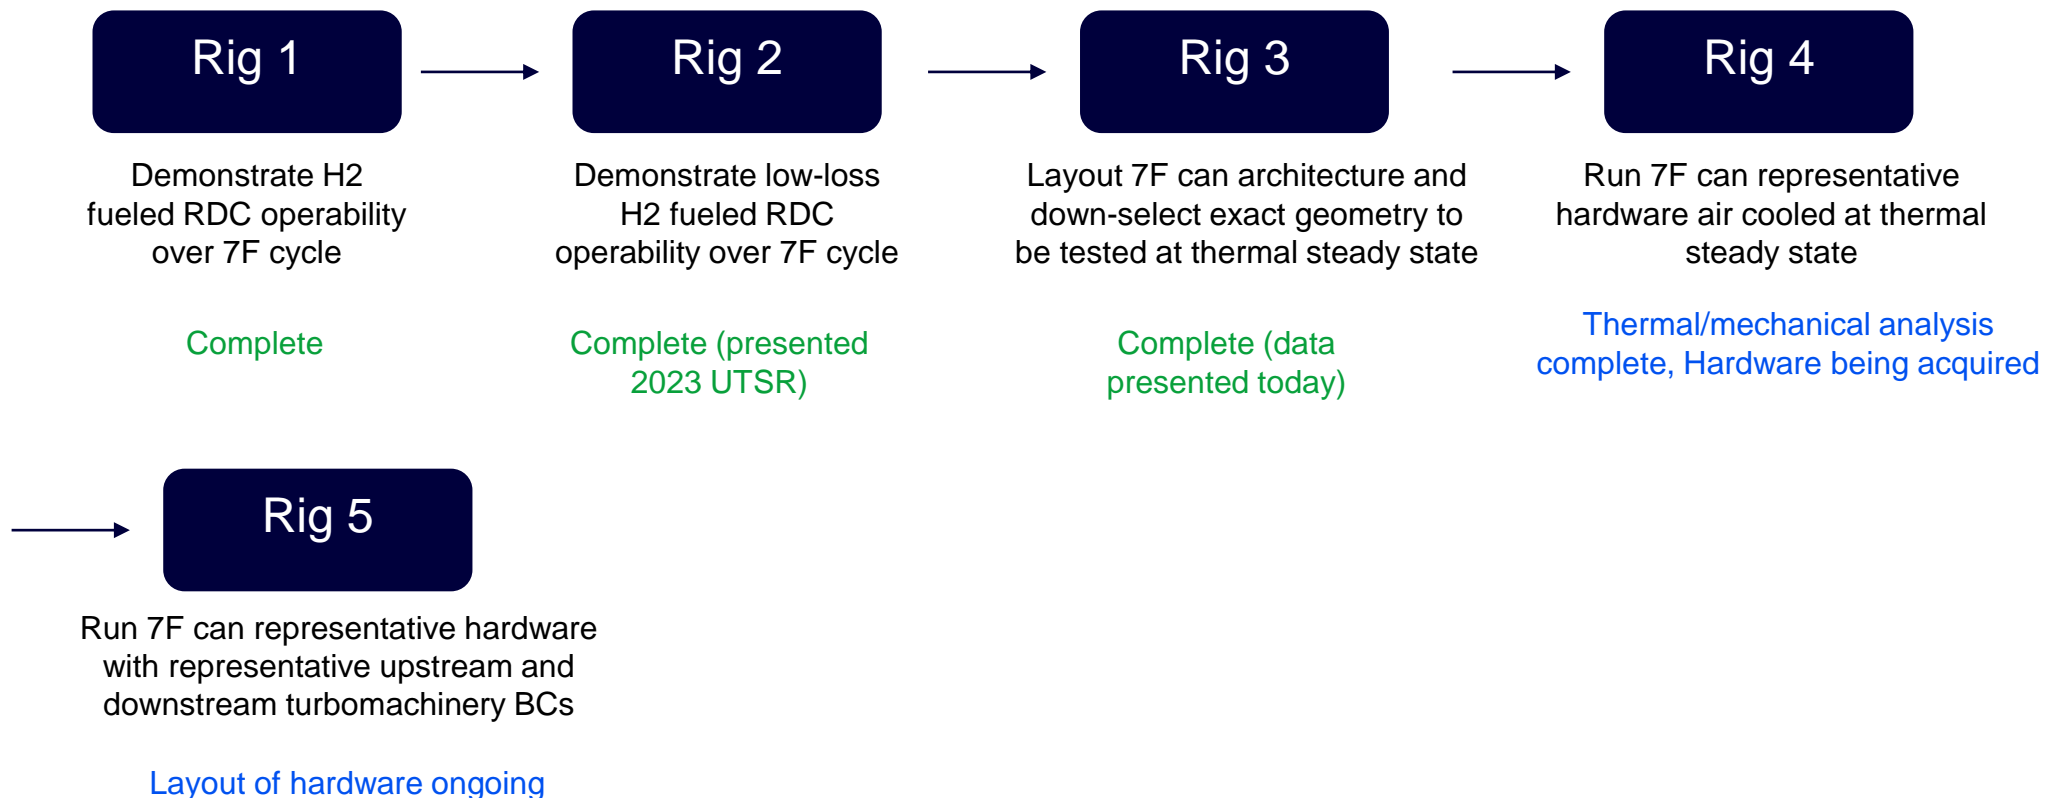 Rig 1
Demonstrate H2
fueled RDC operability
over 7F cycle
Complete
Rig 2
Demonstrate low-loss
H2 fueled RDC
operability over 7F cycle
Complete (presented
2023 UTSR)
Rig 3
Layout 7F can architecture and
down-select exact geometry to
be tested at thermal steady state
Complete (data
presented today)
Rig 4
Run 7F can representative
hardware air cooled at thermal
steady state
Thermal/mechanical analysis
complete, Hardware being acquired
Rig 5
Run 7F can representative hardware
with representative upstream and
downstream turbomachinery BCs
Layout of hardware ongoing